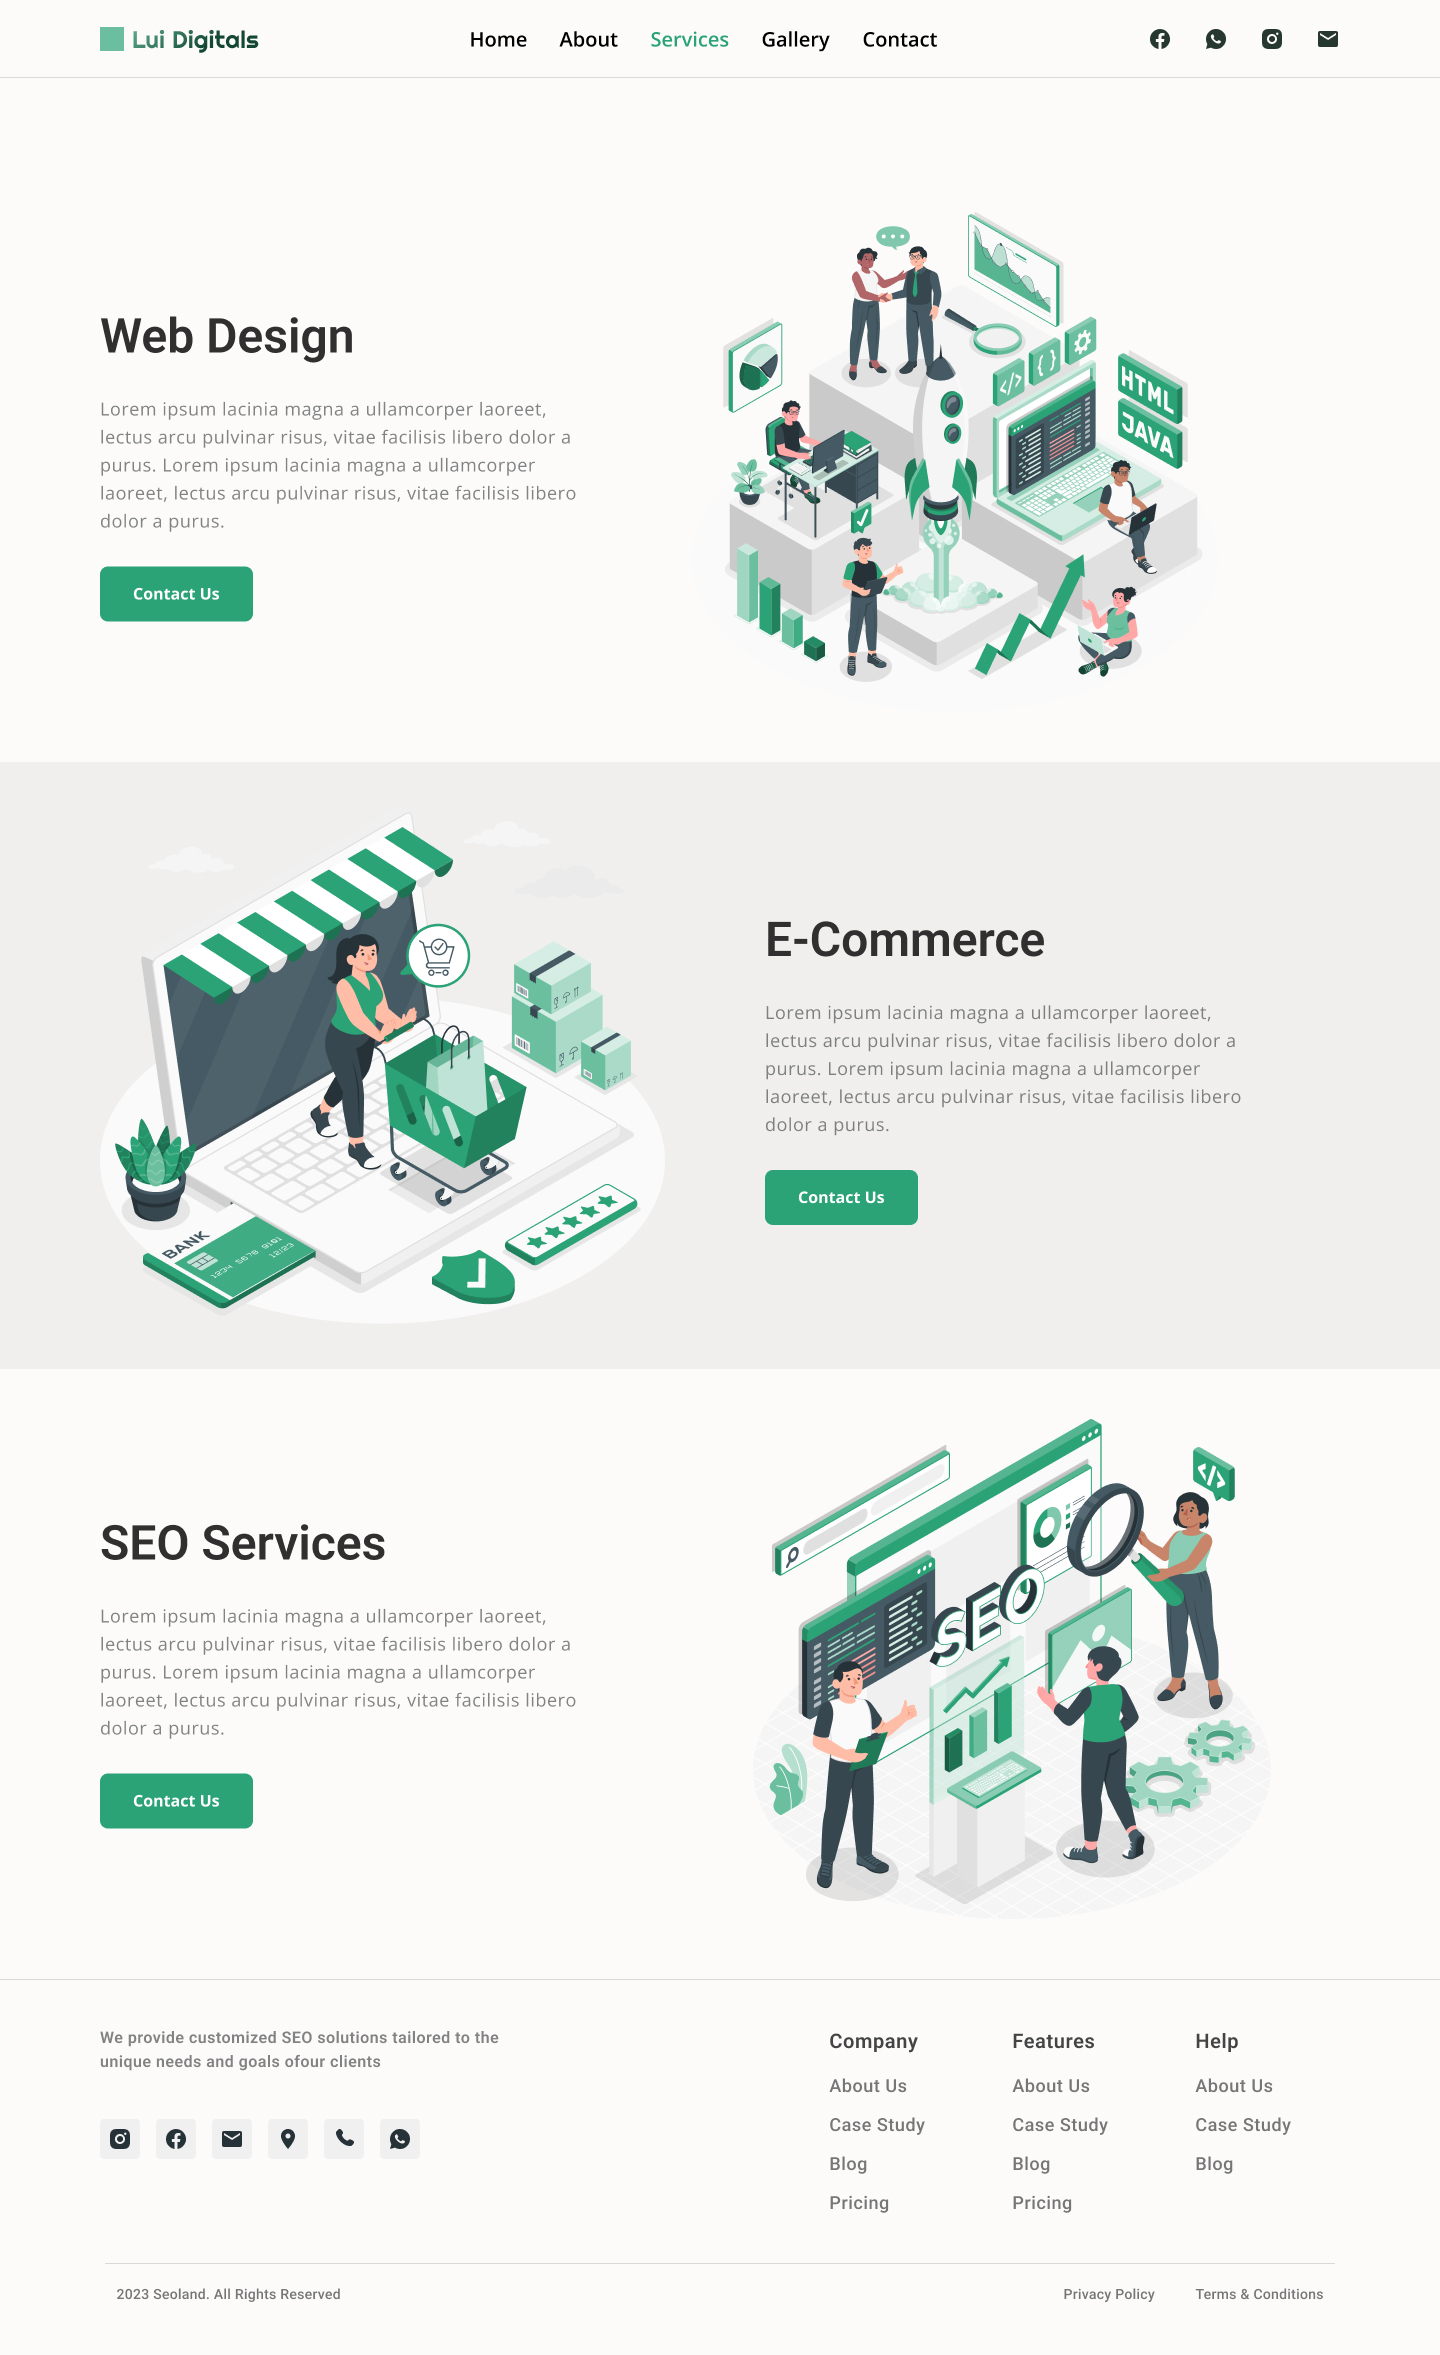 Lui Digitals
Home About Services Gallery Contact
HTML
</>
{ }
JAVA
Web Design
Lorem ipsum lacinia magna a ullamcorper laoreet,
lectus arcu pulvinar risus, vitae facilisis libero dolor a
purus. Lorem ipsum lacinia magna a ullamcorper
laoreet, lectus arcu pulvinar risus, vitae facilisis libero
dolor a purus.
Contact Us
E-Commerce
Lorem ipsum lacinia magna a ullamcorper laoreet,
lectus arcu pulvinar risus, vitae facilisis libero dolor a
purus. Lorem ipsum lacinia magna a ullamcorper
laoreet, lectus arcu pulvinar risus, vitae facilisis libero
dolor a purus.
Contact Us
BANK
1234 5678 9101
12/23
</>
SEO
SEO Services
Lorem ipsum lacinia magna a ullamcorper laoreet,
lectus arcu pulvinar risus, vitae facilisis libero dolor a
purus. Lorem ipsum lacinia magna a ullamcorper
laoreet, lectus arcu pulvinar risus, vitae facilisis libero
dolor a purus.
Contact Us
We provide customized SEO solutions tailored to the
unique needs and goals ofour clients
Company
About Us
Case Study
Blog
Pricing
Features
About Us
Case Study
Blog
Pricing
Help
About Us
Case Study
Blog
2023 Seoland. All Rights Reserved
Privacy Policy Terms & Conditions